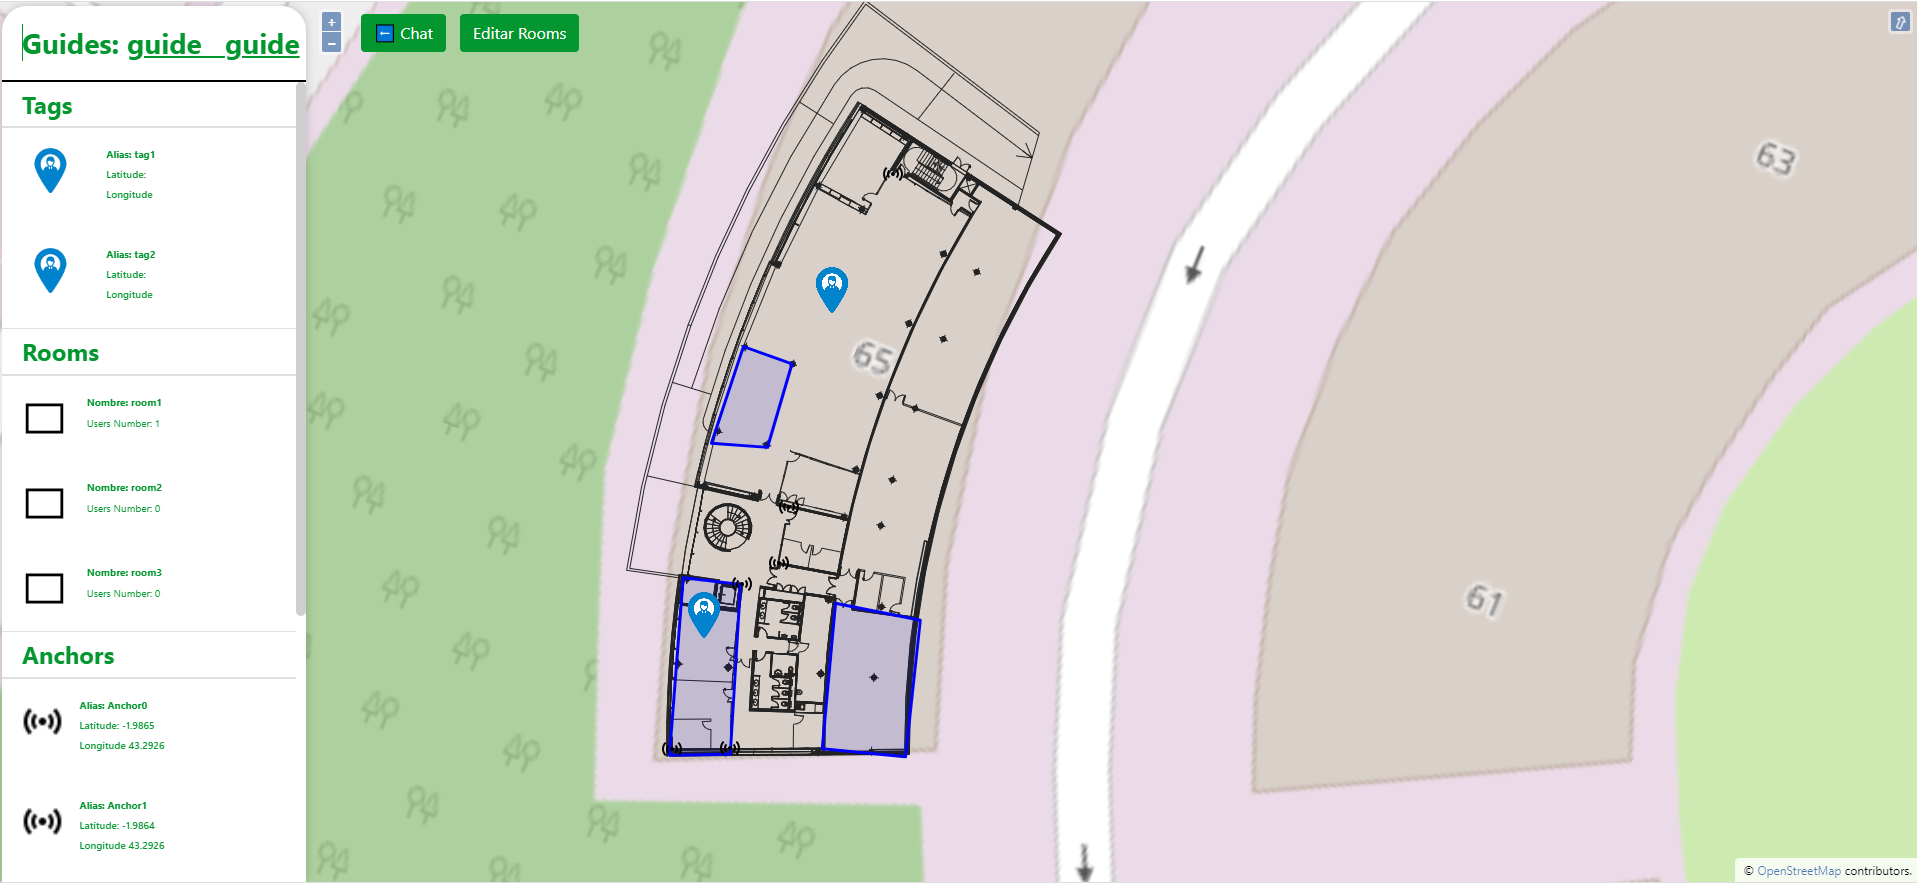 Guides: guide guide
Tags
Alias: tag1
Latitude:
Longitude
Alias: tag2
Latitude:
Longitude
Rooms
Nombre: room1
Users Number: 1
Nombre: room2
Users Number: 0
Nombre: room3
Users Number: 0
Anchors
Alias: Anchor0
Latitude: -1.9865
Longitude 43.2926
Alias: Anchor1
Latitude: -1.9864
Longitude 43.2926
+
−
← Chat
Editar Rooms
⇧
63
65
61
© OpenStreetMap contributors.